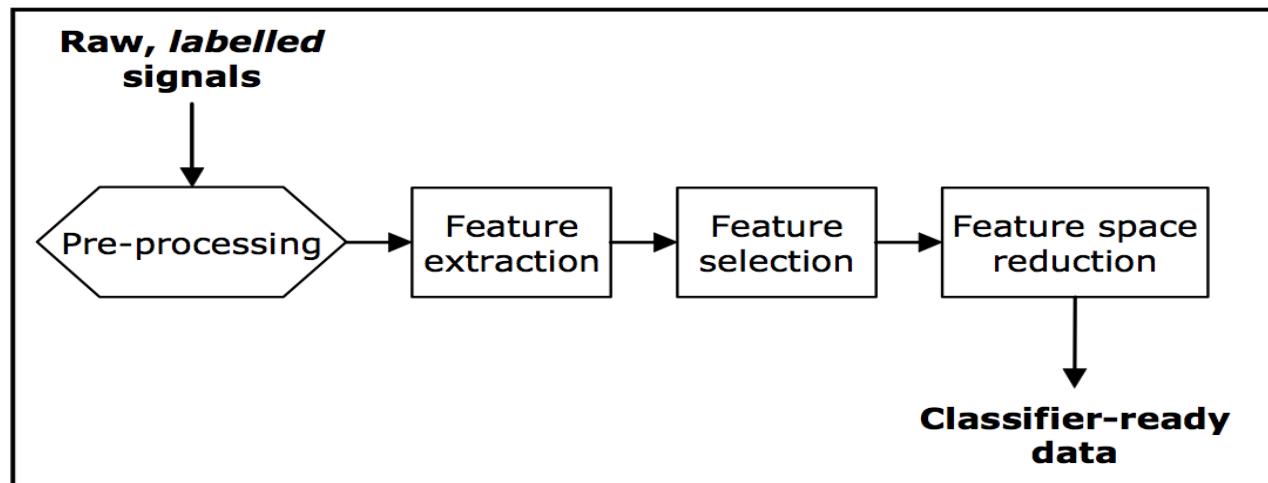 Raw, labelled
signals
Pre-processing
Feature
extraction
Feature
selection
Feature space
reduction
Classifier-ready
data